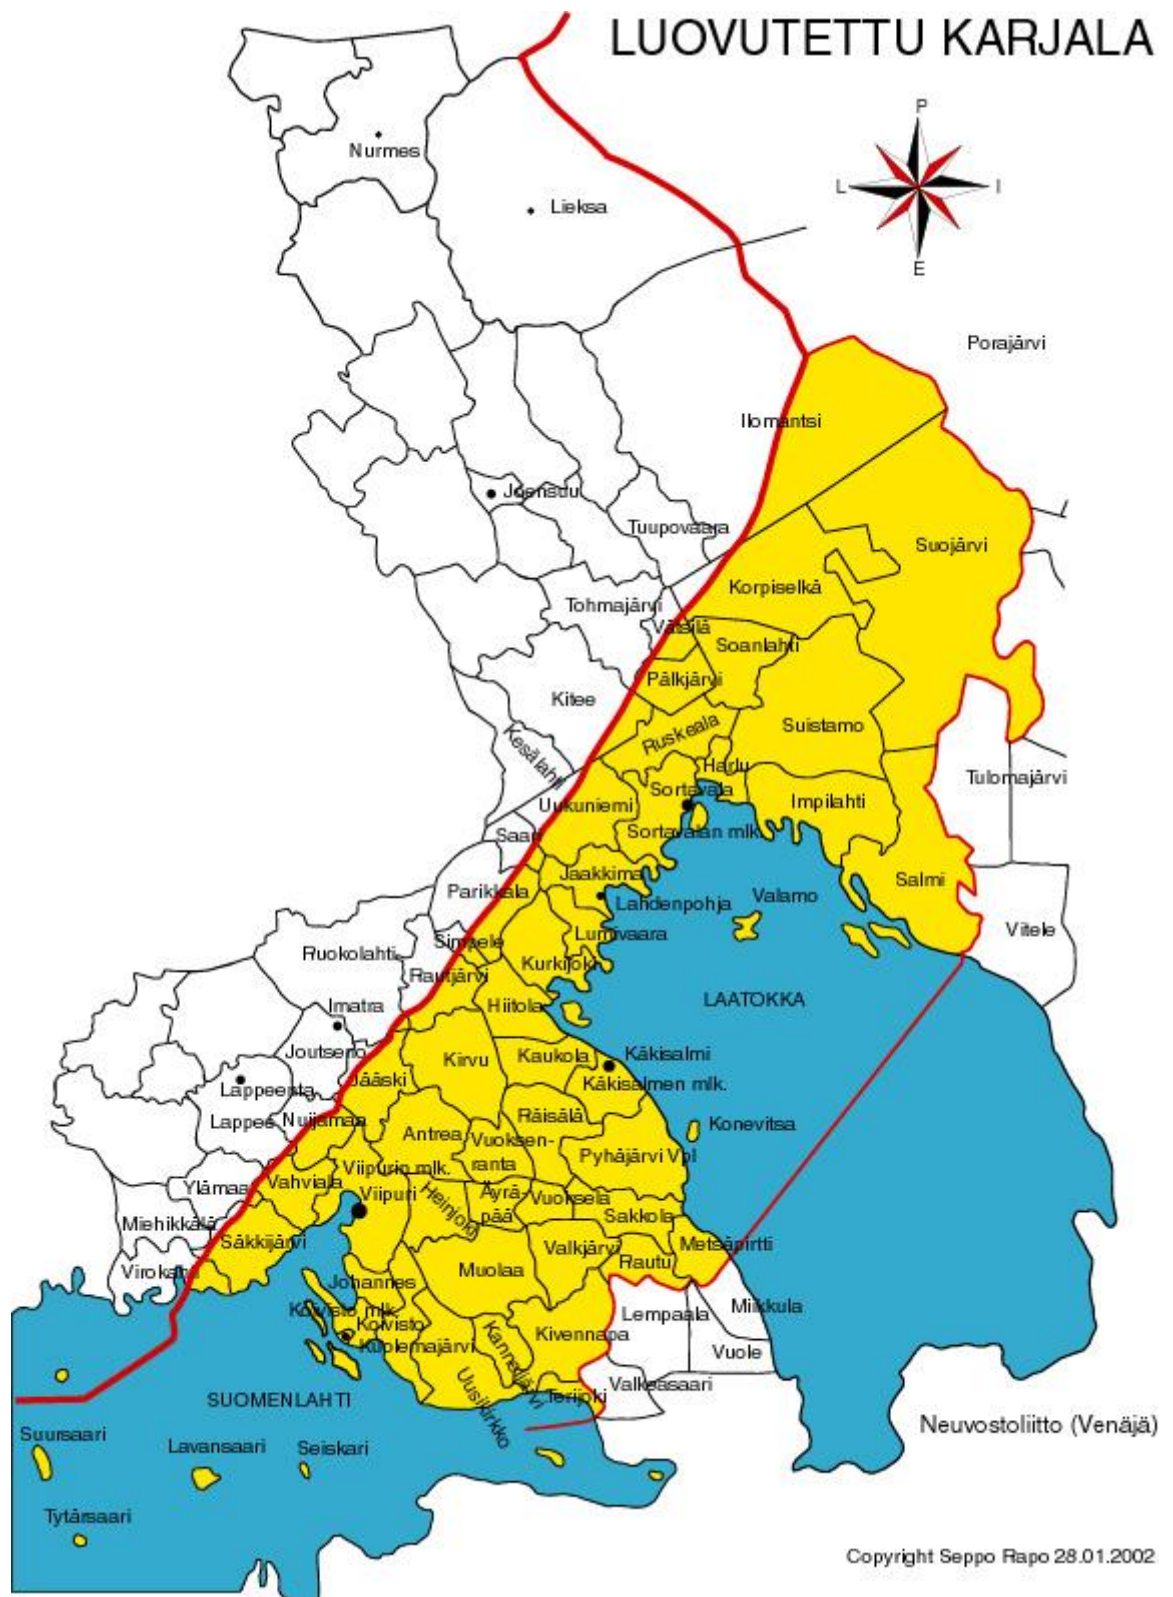 LUOVUTETTU KARJALA
P
L
I
E
Nurmes
Lieksa
Porajärvi
Ilomantsi
Joensuu
Tuupovaara
Suojärvi
Korpiselkä
Tohmajärvi
Värtsilä
Soanlahti
Pälkjärvi
Kitee
Suistamo
Ruskeala
Kesälahti
Harlu
Tulomajärvi
Sortavala
Uukuniemi
Impilahti
Sortavalan mlk.
Saari
Jaakkima
Salmi
Parikkala
Lahdenpohja
Valamo
Vitele
Lumivaara
Simpele
Ruokolahti
Kurkijoki
Rautjärvi
LAATOKKA
Imatra
Hiitola
Joutseno
Kirvu
Kaukola
Käkisalmi
Jääski
Käkisalmen mlk.
Lappeenta
Lappee
Nuijamaa
Räisälä
Konevitsa
Antrea
Vuoksen-
ranta
Pyhäjärvi Vpl
Viipurin mlk.
Ylämaa
Vahviala
Viipuri
Heinjoki
Äyrä-
pää
Vuoksela
Sakkola
Miehikkälä
Säkkijärvi
Valkjärvi
Metsäpirtti
Rautu
Virolahti
Muolaa
Johannes
Koivisto mlk.
Koivisto
Kuolemajärvi
Kanneljärvi
Kivennapa
Lempaala
Miikkula
Vuole
Uusikirkko
Terijoki
Valkeasaari
SUOMENLAHTI
Neuvostoliitto (Venäjä)
Suursaari
Lavansaari
Seiskari
Tytärsaari
Copyright Seppo Rapo 28.01.2002